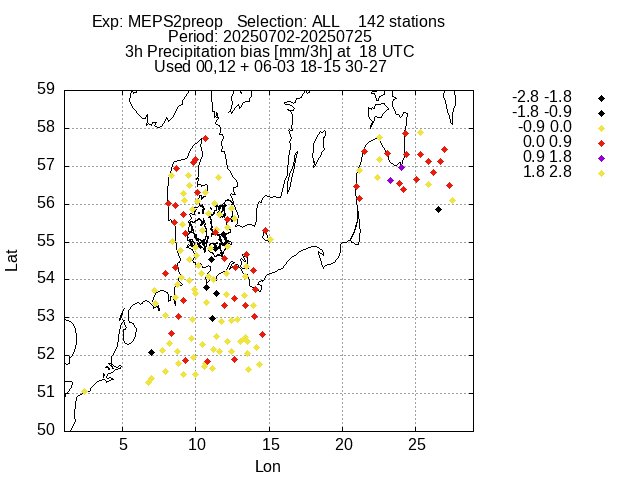 Exp: MEPS2preop   Selection: ALL    142 stations
Period: 20250702-20250725
3h Precipitation bias [mm/3h] at  18 UTC
Used 00,12 + 06-03 18-15 30-27
-2.8 -1.8
-1.8 -0.9
-0.9 0.0
0.0 0.9
0.9 1.8
1.8 2.8
59
58
57
56
55
54
53
52
51
50
Lat
5 10 15 20 25
Lon